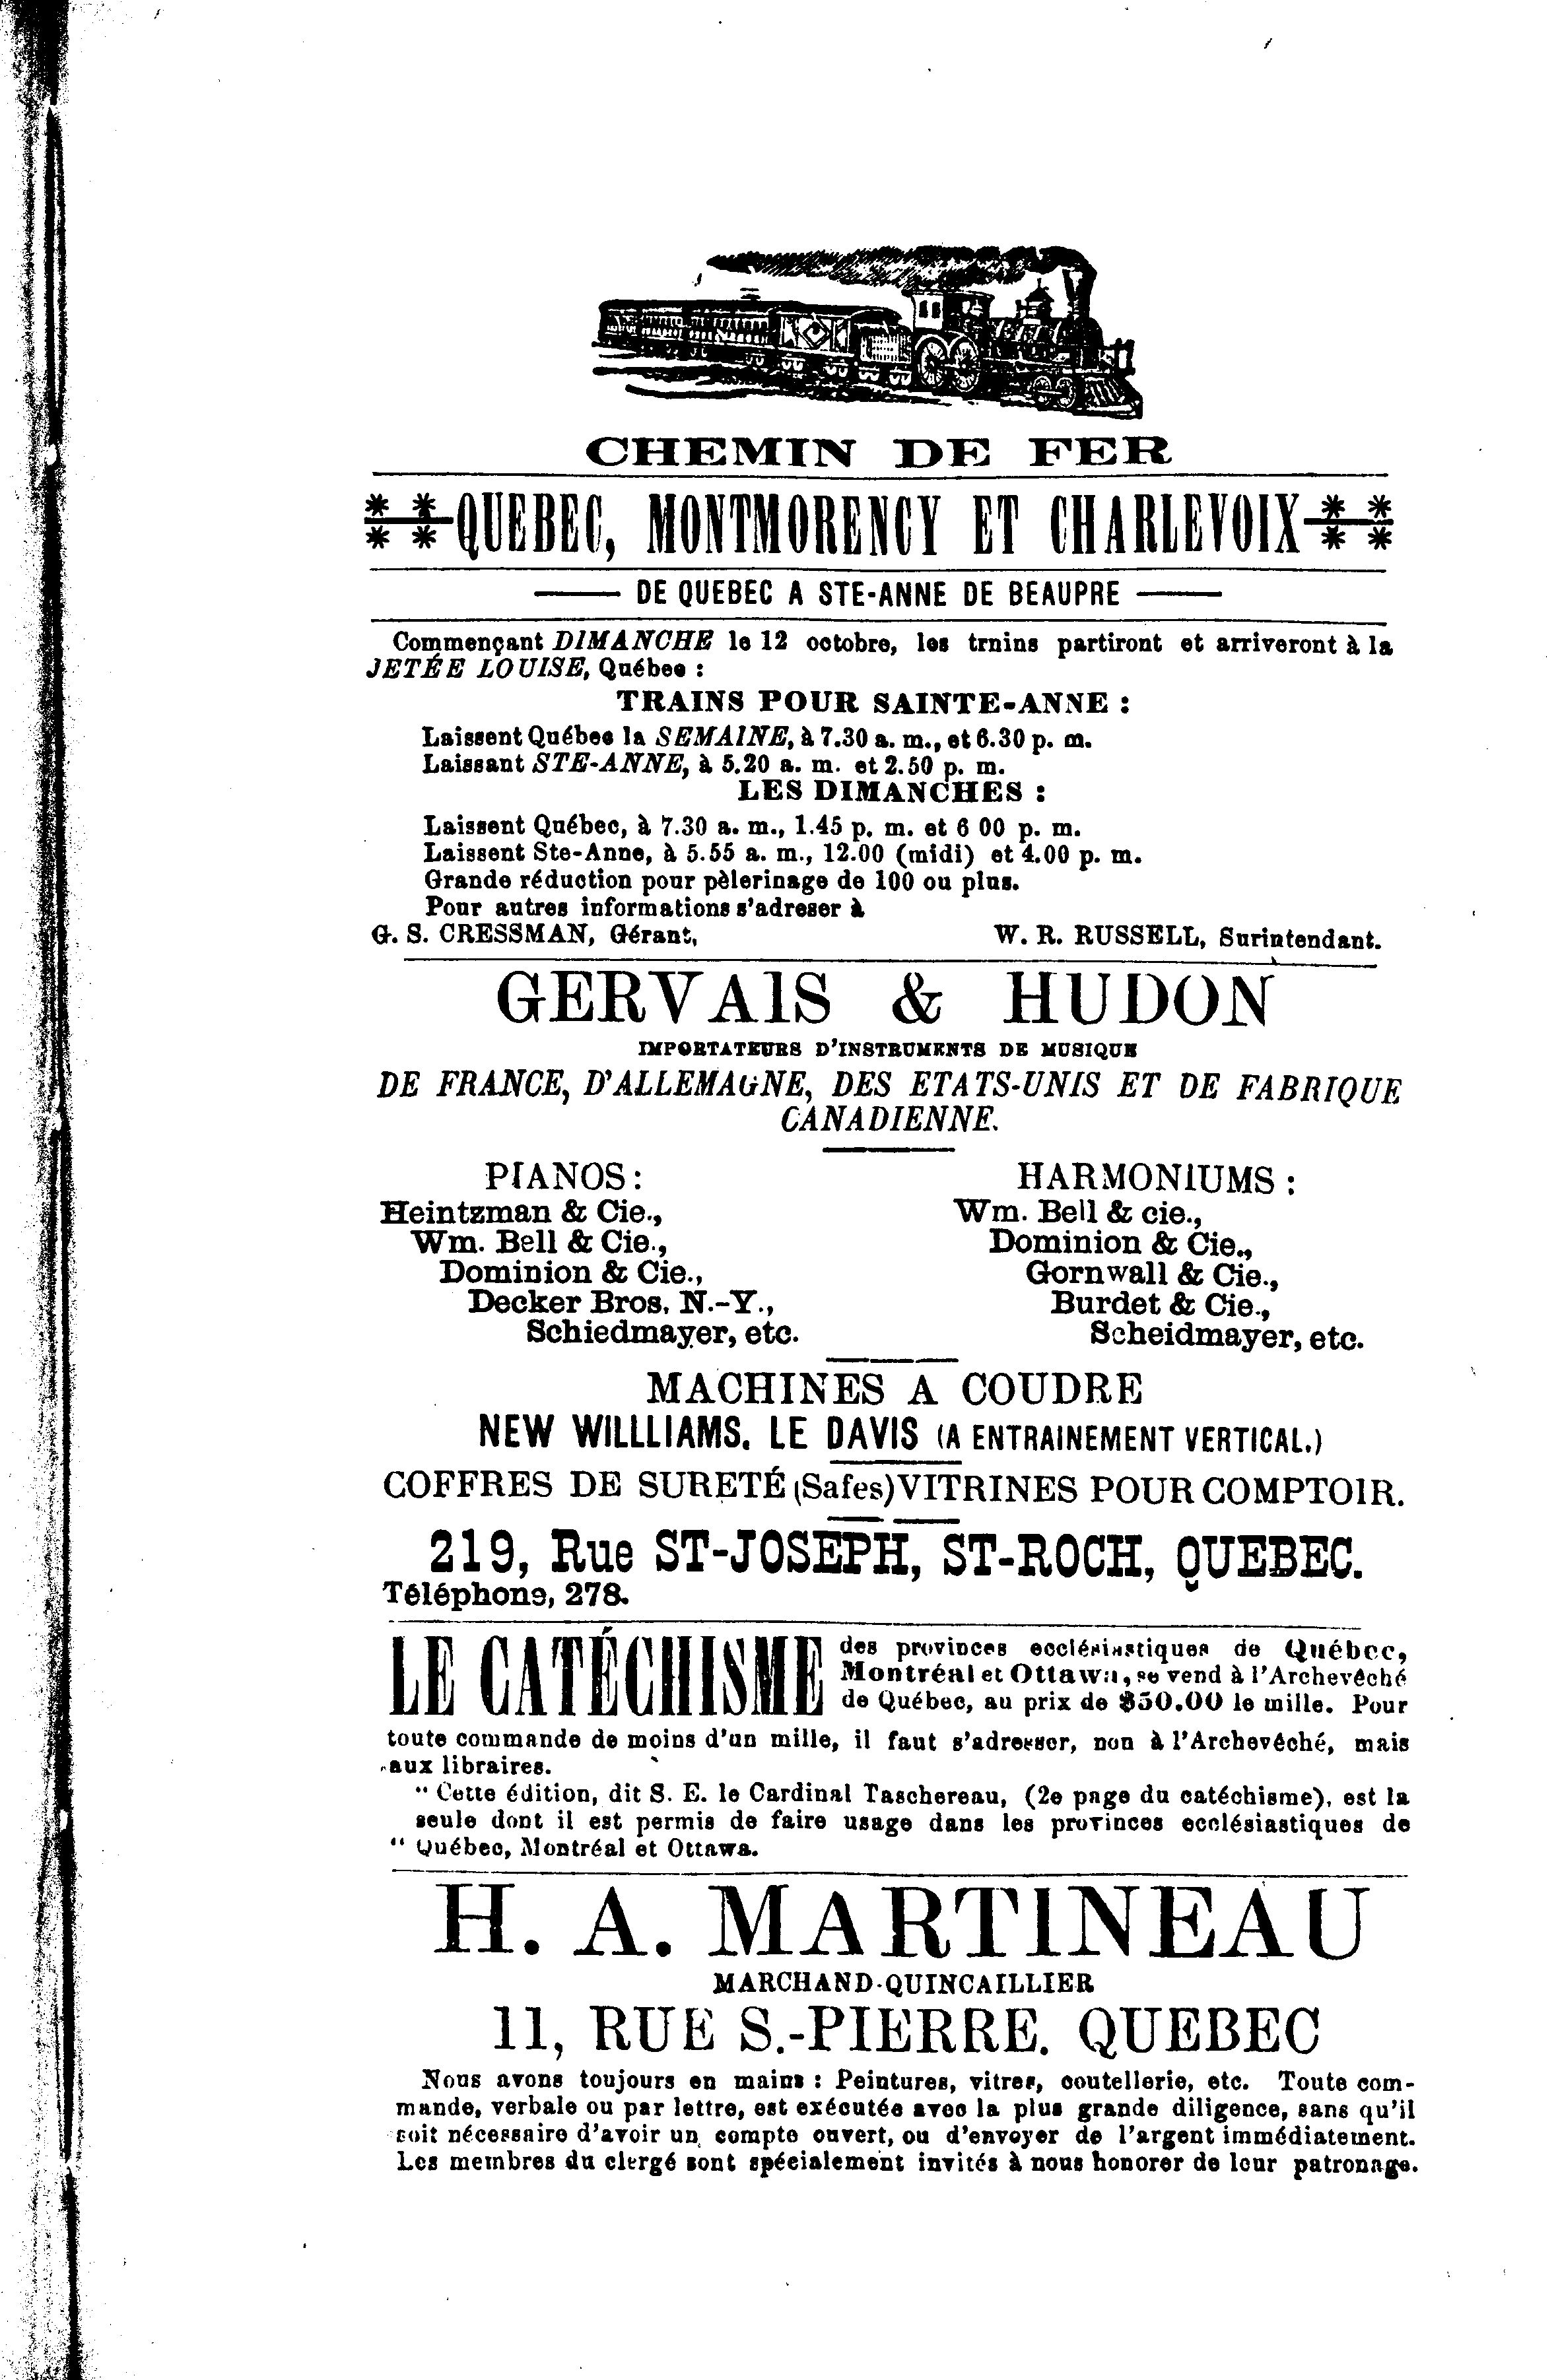 CHEMIN DE FER
QUEBEC, MONTMORENCY ET CHARLEVOIX
DE QUEBEC A STE-ANNE DE BEAUPRE
Commençant DIMANCHE le 12 octobre, les trnins partiront et arriveront à la
JETÉE LOUISE, Québec :
TRAINS POUR SAINTE-ANNE :
Laissent Québec la SEMAINE, à 7.30 a. m., et 6.30 p. m.
Laissant STE-ANNE, à 5.20 a. m. et 2.50 p. m.
LES DIMANCHES :
Laissent Québec, à 7.30 a. m., 1.45 p. m. et 6 00 p. m.
Laissent Ste-Anne, à 5.55 a. m., 12.00 (midi) et 4.00 p. m.
Grande réduction pour pèlerinage de 100 ou plus.
Pour autres informations s'adreser à
G. S. CRESSMAN, Gérant,      W. R. RUSSELL, Surintendant.
GERVAIS & HUDON
IMPORTATEURS D'INSTRUMENTS DE MUSIQUE
DE FRANCE, D'ALLEMAGNE, DES ETATS-UNIS ET DE FABRIQUE
CANADIENNE.
PIANOS :
Heintzman & Cie.,
Wm. Bell & Cie.,
Dominion & Cie.,
Decker Bros. N.-Y.,
Schiedmayer, etc.
HARMONIUMS :
Wm. Bell & cie.,
Dominion & Cie.,
Gornwall & Cie.,
Burdet & Cie.,
Scheidmayer, etc.
MACHINES A COUDRE
NEW WILLLIAMS. LE DAVIS (A ENTRAINEMENT VERTICAL.)
COFFRES DE SURETÉ (Safes) VITRINES POUR COMPTOIR.
219, Rue ST-JOSEPH, ST-ROCH, QUEBEC.
Téléphone, 278.
LE CATÉCHISME des provinces ecclésiastiques de Québec,
Montréal et Ottawa, se vend à l'Archevêché
de Québec, au prix de $50.00 le mille. Pour
toute commande de moins d'un mille, il faut s'adresser, non à l'Archevêché, mais
aux libraires.
" Cette édition, dit S. E. le Cardinal Taschereau, (2e page du catéchisme), est la
seule dont il est permis de faire usage dans les provinces ecclésiastiques de
" Québec, Montréal et Ottawa.
H. A. MARTINEAU
MARCHAND-QUINCAILLIER
11, RUE S.-PIERRE. QUEBEC
Nous avons toujours en mains : Peintures, vitres, coutellerie, etc. Toute com-
mande, verbale ou par lettre, est exécutée avec la plus grande diligence, sans qu'il
soit nécessaire d'avoir un compte ouvert, ou d'envoyer de l'argent immédiatement.
Les membres du clergé sont spécialement invités à nous honorer de leur patronage.